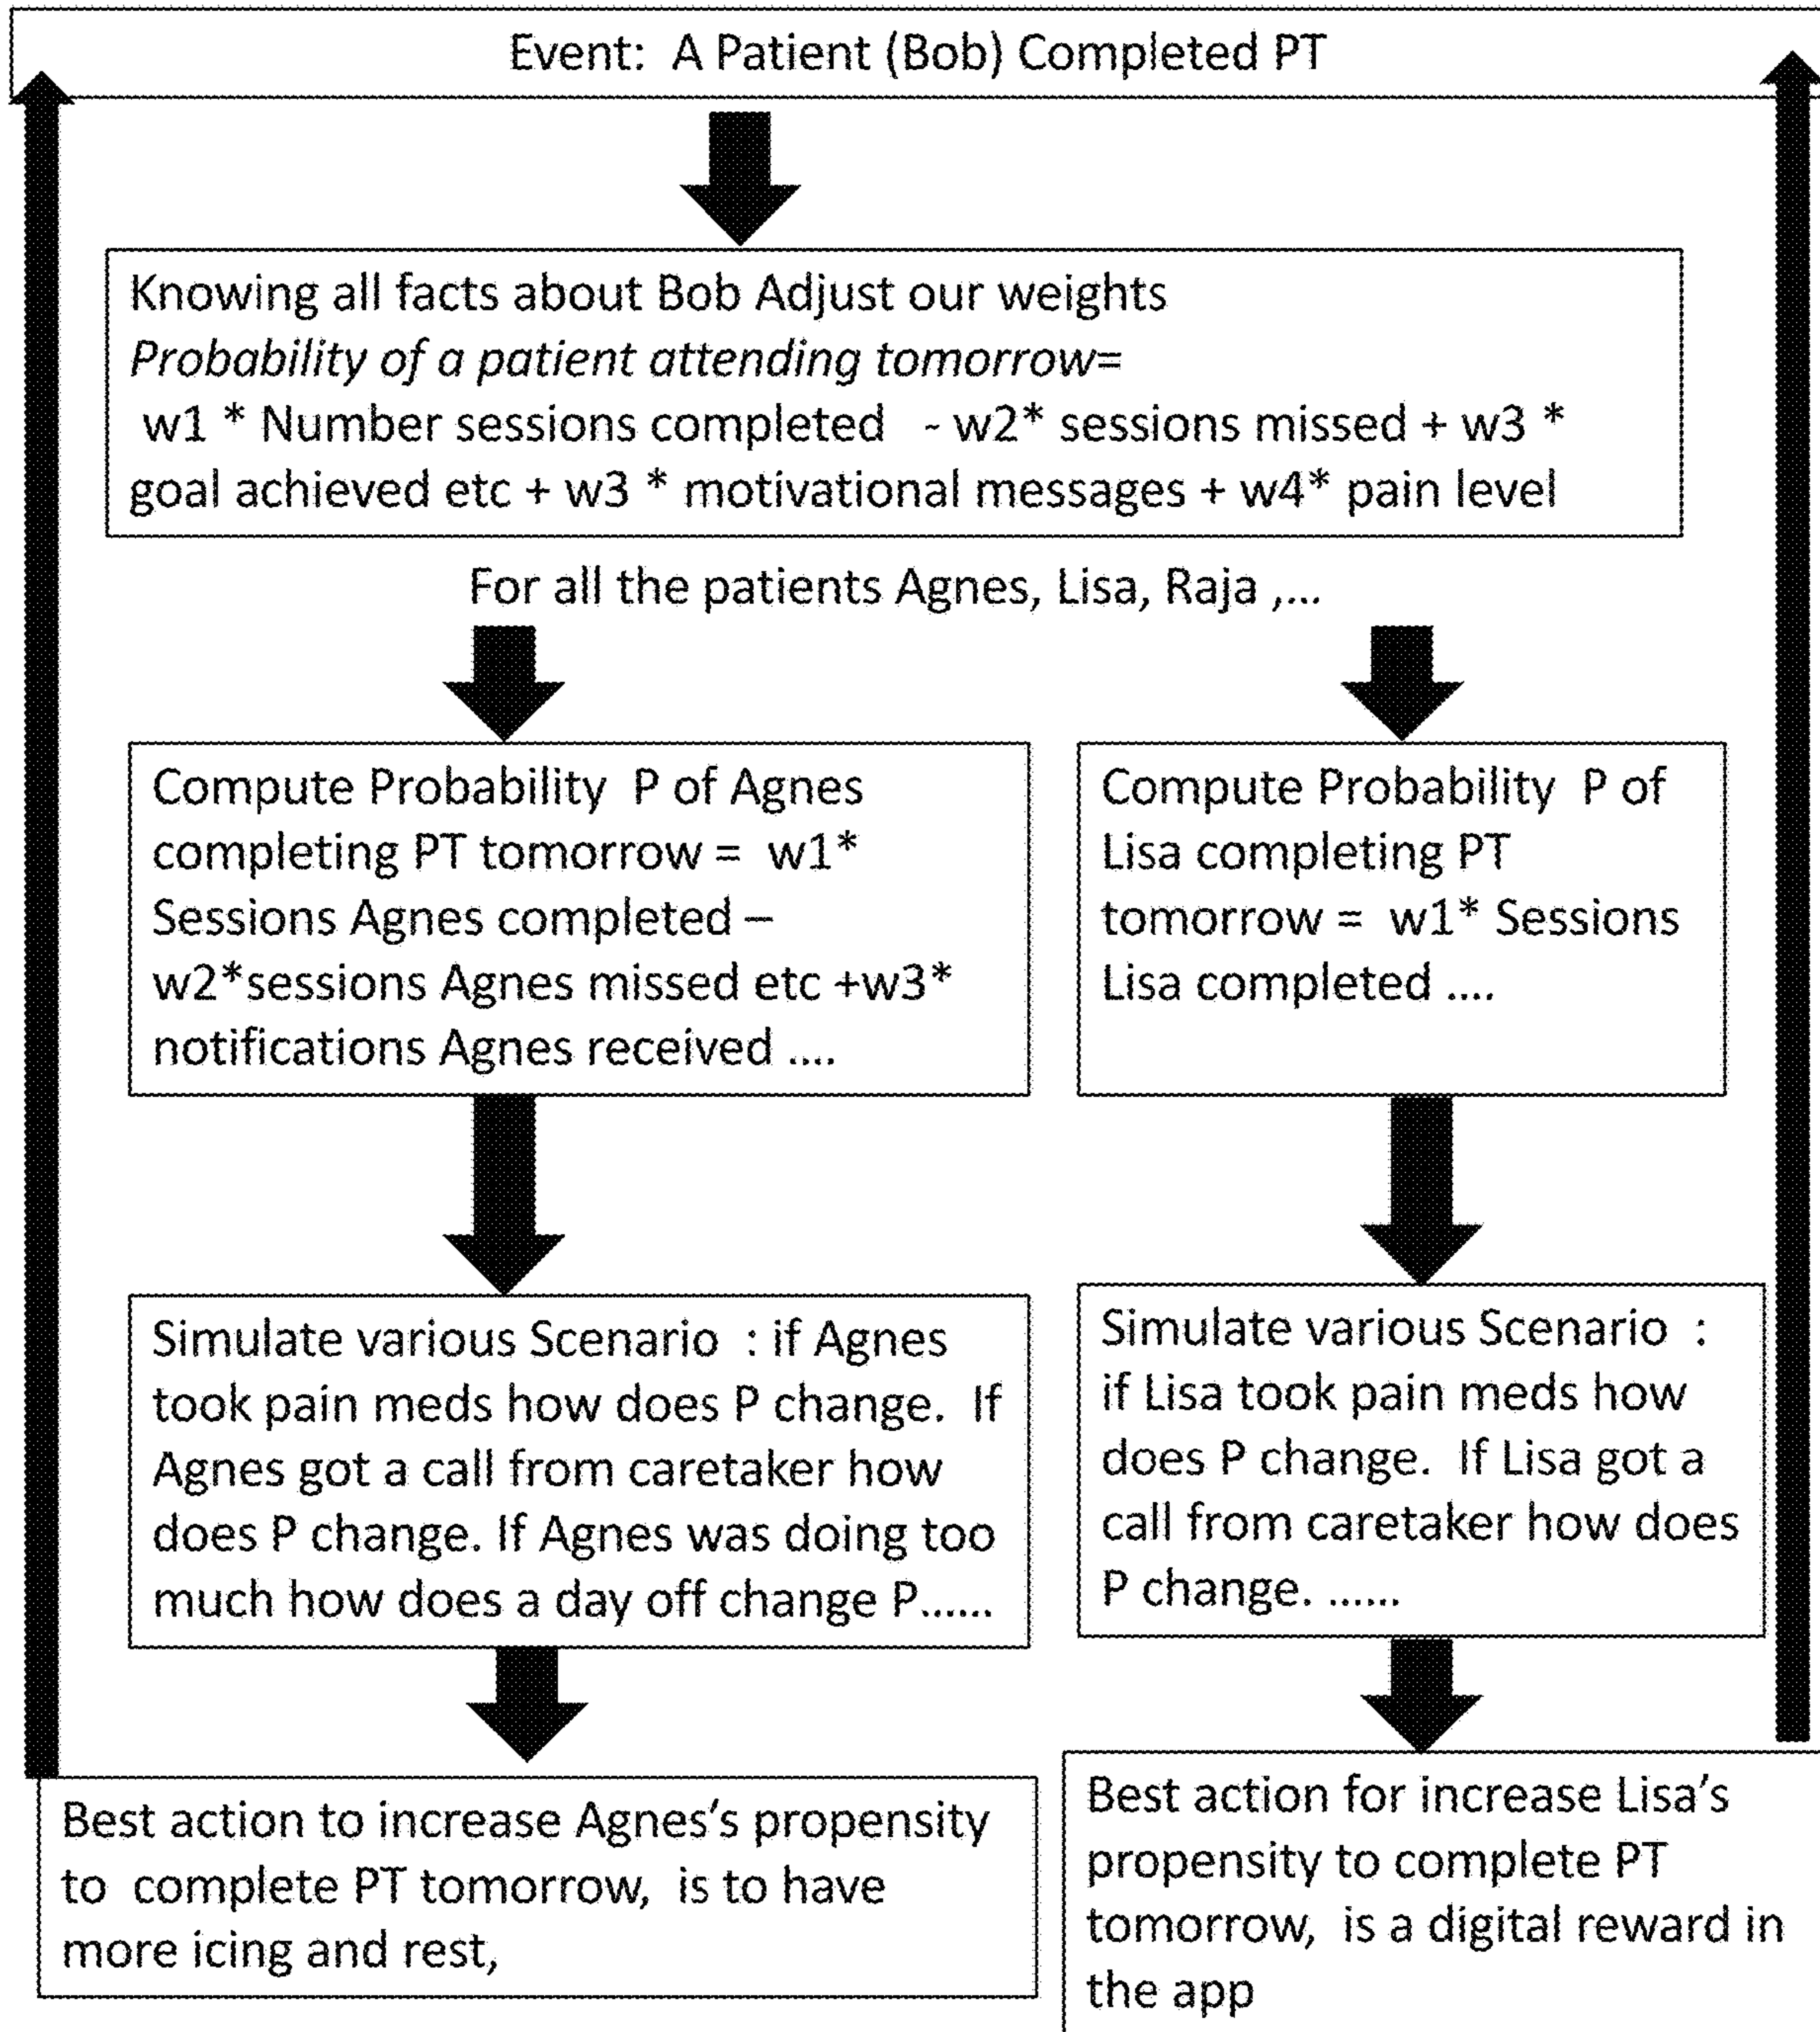 Event: A Patient (Bob) Completed PT
Knowing all facts about Bob Adjust our weights
Probability of a patient attending tomorrow=
w1 * Number sessions completed - w2* sessions missed + w3 *
goal achieved etc + w3 * motivational messages + w4* pain level
For all the patients Agnes, Lisa, Raja ,...
Compute Probability P of Agnes
completing PT tomorrow = w1*
Sessions Agnes completed –
w2*sessions Agnes missed etc +w3*
notifications Agnes received ....
Compute Probability P of
Lisa completing PT
tomorrow = w1* Sessions
Lisa completed ....
Simulate various Scenario : if Agnes
took pain meds how does P change. If
Agnes got a call from caretaker how
does P change. If Agnes was doing too
much how does a day off change P......
Simulate various Scenario :
if Lisa took pain meds how
does P change. If Lisa got a
call from caretaker how does
P change. ......
Best action to increase Agnes's propensity
to complete PT tomorrow, is to have
more icing and rest,
Best action for increase Lisa's
propensity to complete PT
tomorrow, is a digital reward in
the app